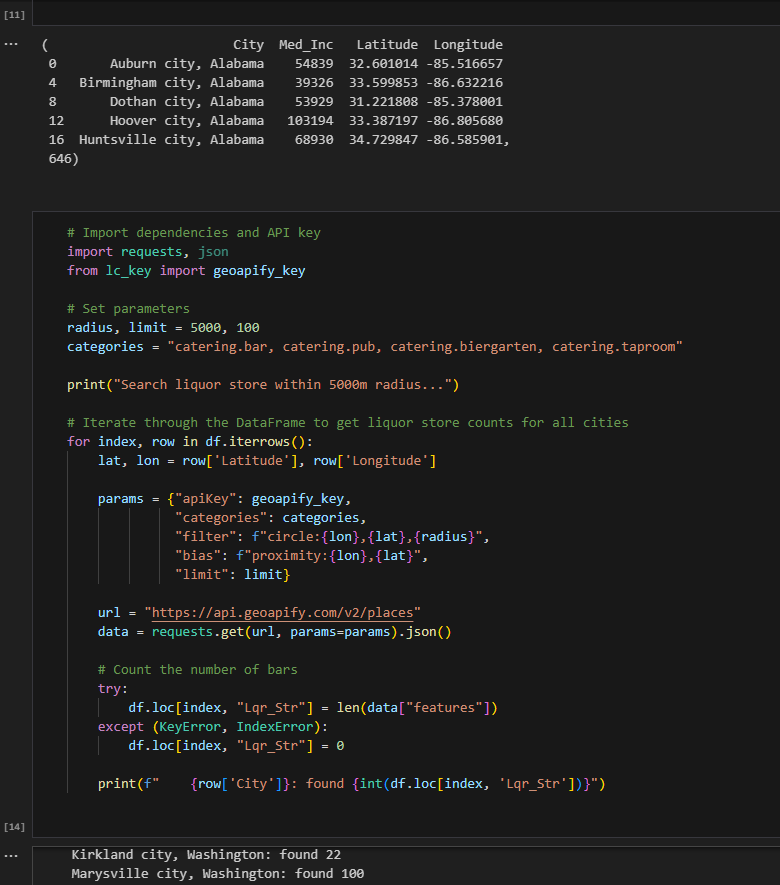 [11]
... (                        City  Med_Inc   Latitude  Longitude
0       Auburn city, Alabama    54839  32.601014 -85.516657
4   Birmingham city, Alabama    39326  33.599853 -86.632216
8       Dothan city, Alabama    53929  31.221808 -85.378001
12      Hoover city, Alabama   103194  33.387197 -86.805680
16  Huntsville city, Alabama    68930  34.729847 -86.585901,
646)
# Import dependencies and API key
import requests, json
from lc_key import geoapify_key
# Set parameters
radius, limit = 5000, 100
categories = "catering.bar, catering.pub, catering.biergarten, catering.taproom"
print("Search liquor store within 5000m radius...")
# Iterate through the DataFrame to get liquor store counts for all cities
for index, row in df.iterrows():
    lat, lon = row['Latitude'], row['Longitude']
    params = {"apiKey": geoapify_key,
              "categories": categories,
              "filter": f"circle:{lon},{lat},{radius}",
              "bias": f"proximity:{lon},{lat}",
              "limit": limit}
    url = "https://api.geoapify.com/v2/places"
    data = requests.get(url, params=params).json()
    # Count the number of bars
    try:
        df.loc[index, "Lqr_Str"] = len(data["features"])
    except (KeyError, IndexError):
        df.loc[index, "Lqr_Str"] = 0
    print(f"    {row['City']}: found {int(df.loc[index, 'Lqr_Str'])}")
[14]
... Kirkland city, Washington: found 22
Marysville city, Washington: found 100